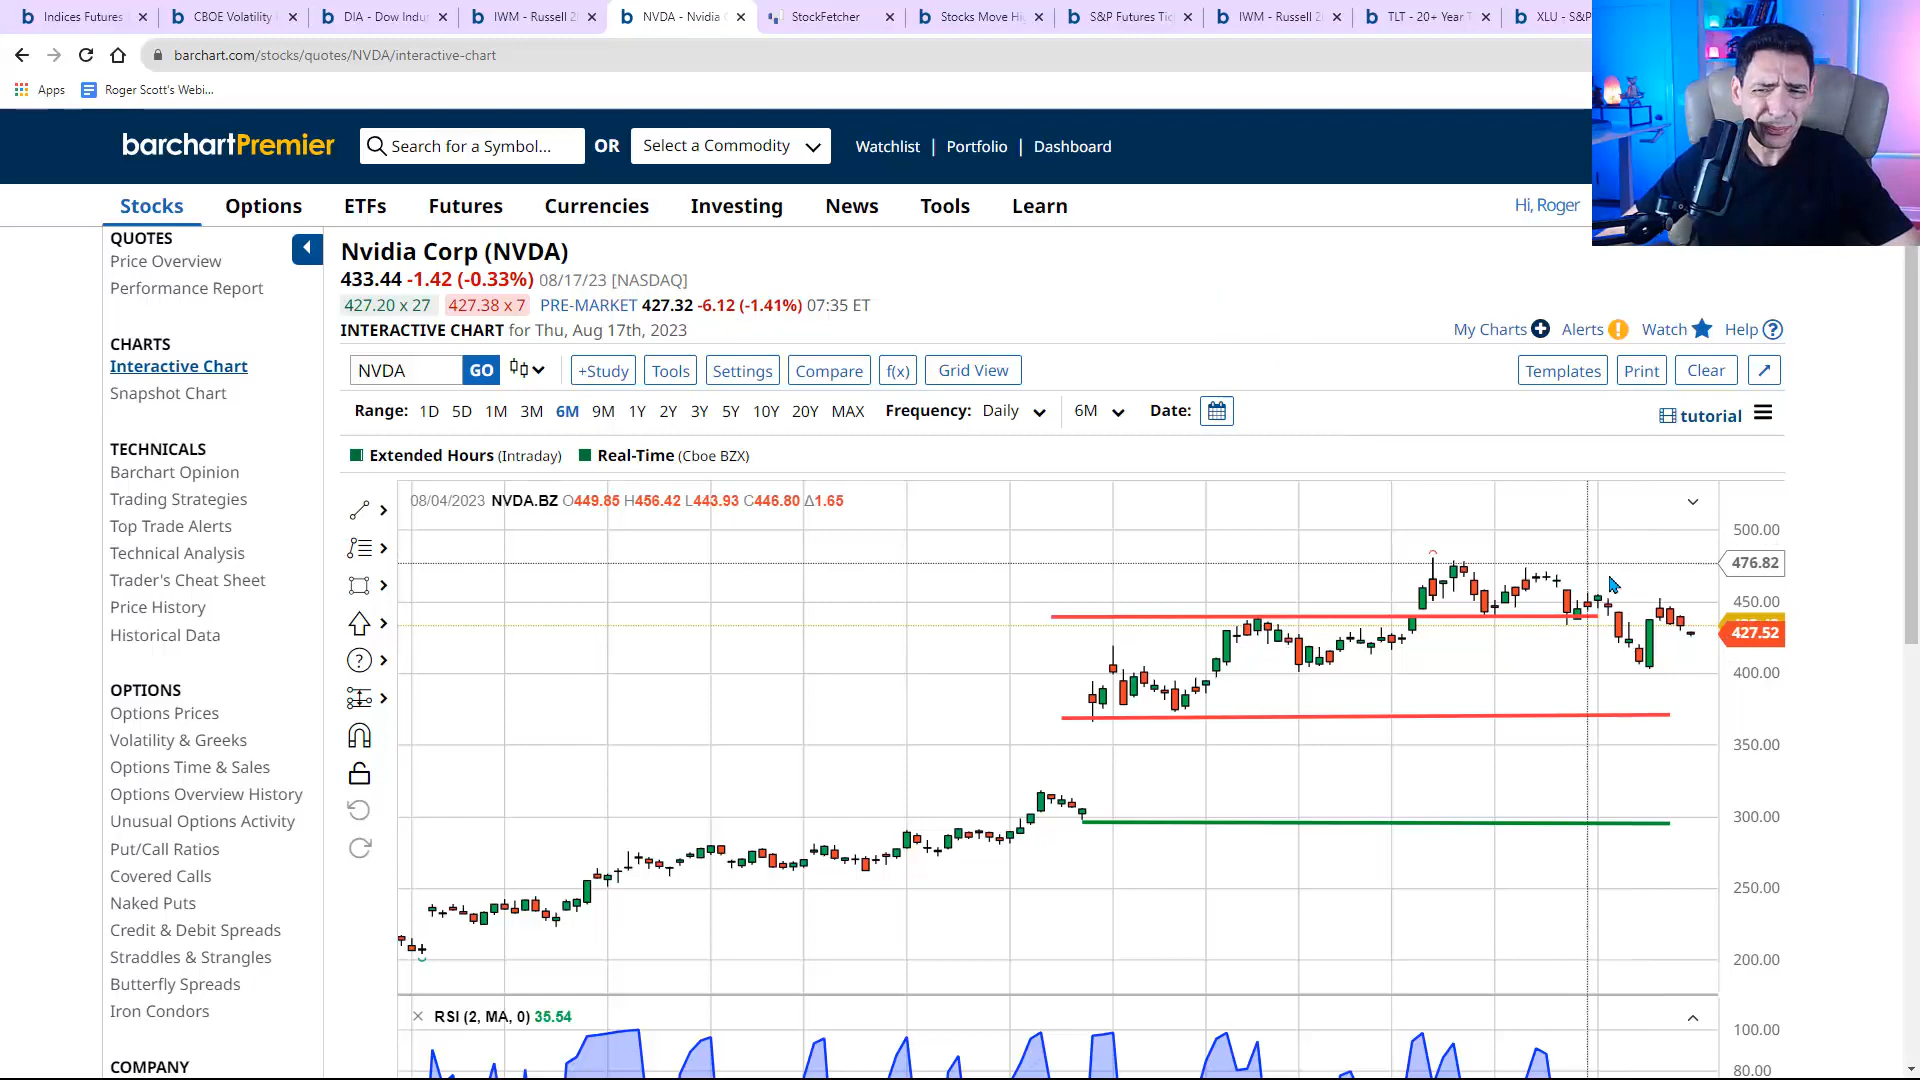 Indices Futures
CBOE Volatility
DIA - Dow Indus
IWM - Russell 2
NVDA - Nvidia C
StockFetcher
Stocks Move Hi
S&P Futures Tic
IWM - Russell 20
TLT - 20+ Year T
XLU - S&P
barchart.com/stocks/quotes/NVDA/interactive-chart
Apps
Roger Scott's Webi...
barchartPremier
Search for a Symbol...
OR
Select a Commodity
Watchlist | Portfolio | Dashboard
Stocks Options ETFs Futures Currencies Investing News Tools Learn
Hi, Roger
QUOTES
Price Overview
Performance Report
CHARTS
Interactive Chart
Snapshot Chart
TECHNICALS
Barchart Opinion
Trading Strategies
Top Trade Alerts
Technical Analysis
Trader's Cheat Sheet
Price History
Historical Data
OPTIONS
Options Prices
Volatility & Greeks
Options Time & Sales
Options Overview History
Unusual Options Activity
Put/Call Ratios
Covered Calls
Naked Puts
Credit & Debit Spreads
Straddles & Strangles
Butterfly Spreads
Iron Condors
COMPANY
Nvidia Corp (NVDA)
433.44 -1.42 (-0.33%) 08/17/23 [NASDAQ]
427.20 x 27 427.38 x 7 PRE-MARKET 427.32 -6.12 (-1.41%) 07:35 ET
INTERACTIVE CHART for Thu, Aug 17th, 2023
My Charts Alerts Watch Help
NVDA GO +Study Tools Settings Compare f(x) Grid View
Templates Print Clear
Range: 1D 5D 1M 3M 6M 9M 1Y 2Y 3Y 5Y 10Y 20Y MAX Frequency: Daily 6M Date:
tutorial
Extended Hours (Intraday) Real-Time (Cboe BZX)
08/04/2023 NVDA.BZ O449.85 H456.42 L443.93 C446.80 Δ1.65
500.00
476.82
450.00
427.52
400.00
350.00
300.00
250.00
200.00
RSI (2, MA, 0) 35.54
100.00
80.00